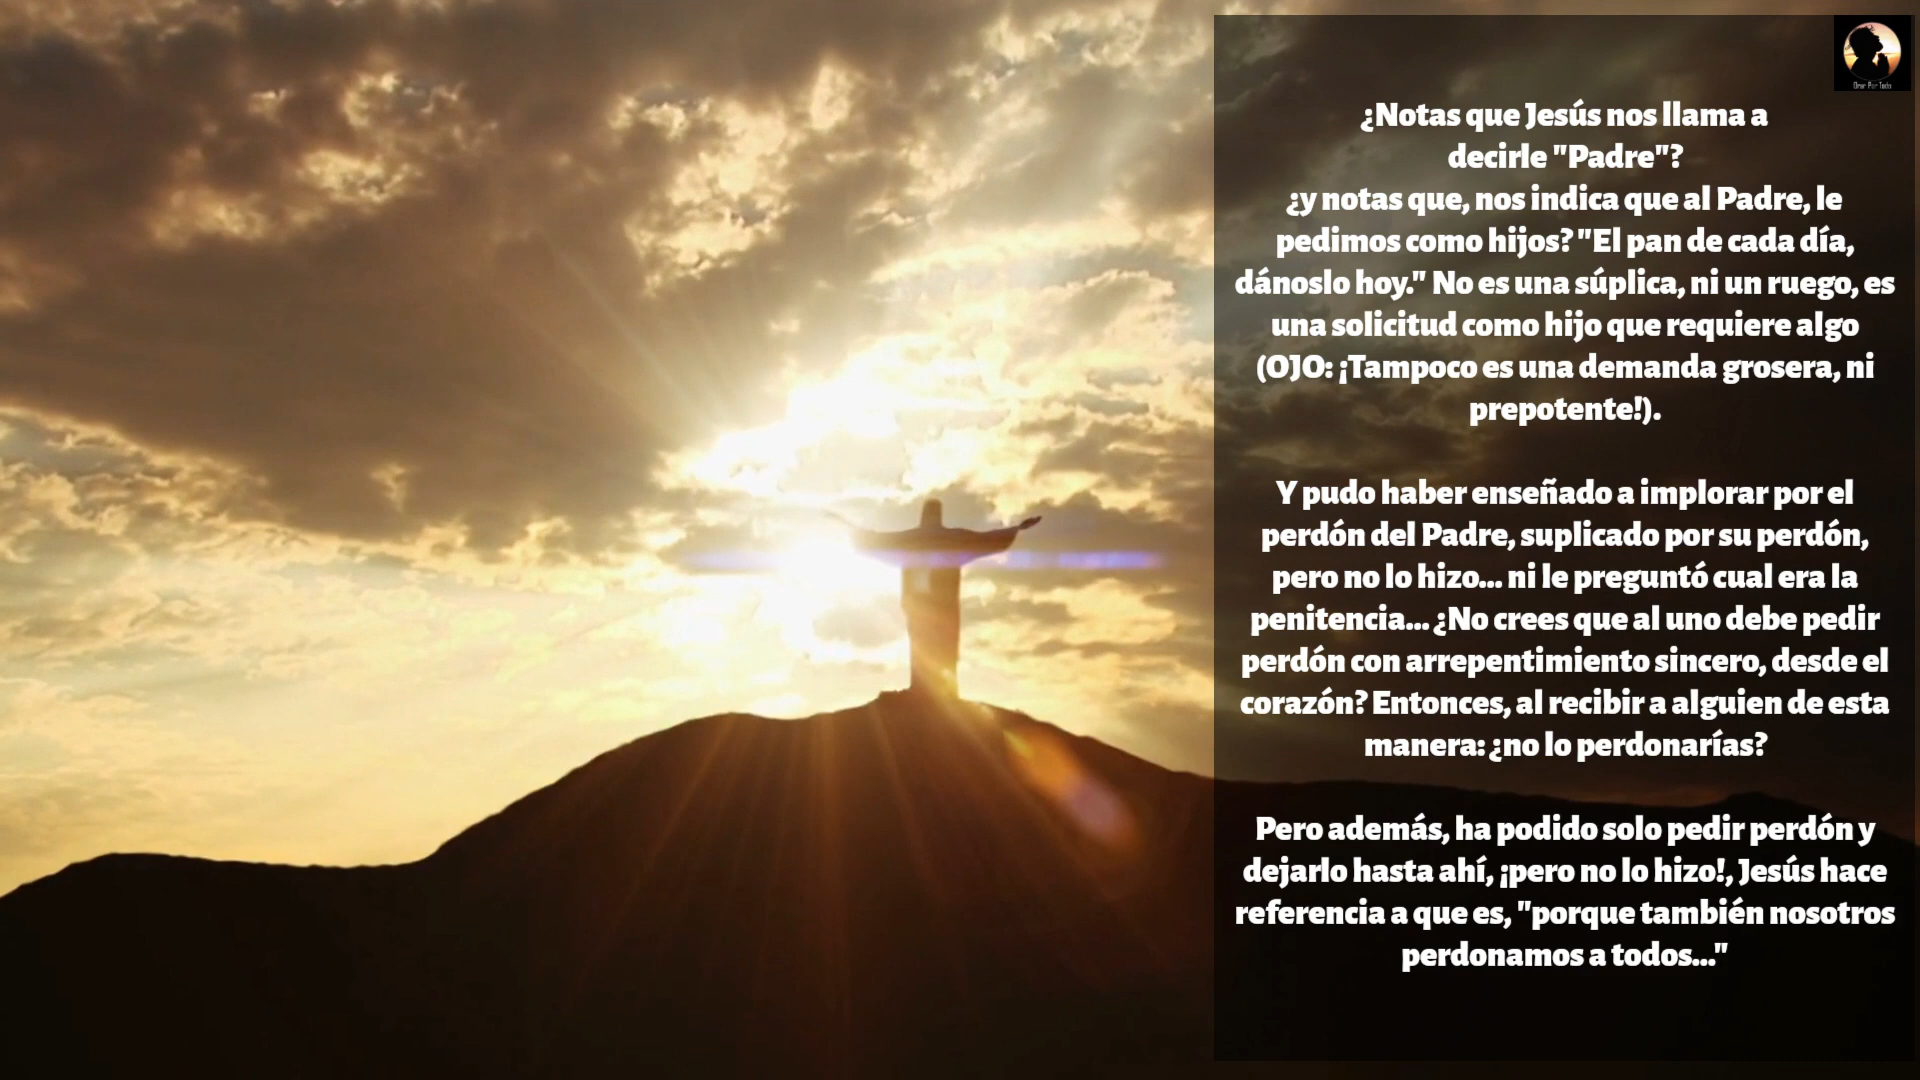 Orar Por Todo
¿Notas que Jesús nos llama a
decirle "Padre"?
¿y notas que, nos indica que al Padre, le
pedimos como hijos? "El pan de cada día,
dánoslo hoy." No es una súplica, ni un ruego, es
una solicitud como hijo que requiere algo
(OJO: ¡Tampoco es una demanda grosera, ni
prepotente!).
Y pudo haber enseñado a implorar por el
perdón del Padre, suplicado por su perdón,
pero no lo hizo... ni le preguntó cual era la
penitencia... ¿No crees que al uno debe pedir
perdón con arrepentimiento sincero, desde el
corazón? Entonces, al recibir a alguien de esta
manera: ¿no lo perdonarías?
Pero además, ha podido solo pedir perdón y
dejarlo hasta ahí, ¡pero no lo hizo!, Jesús hace
referencia a que es, "porque también nosotros
perdonamos a todos..."